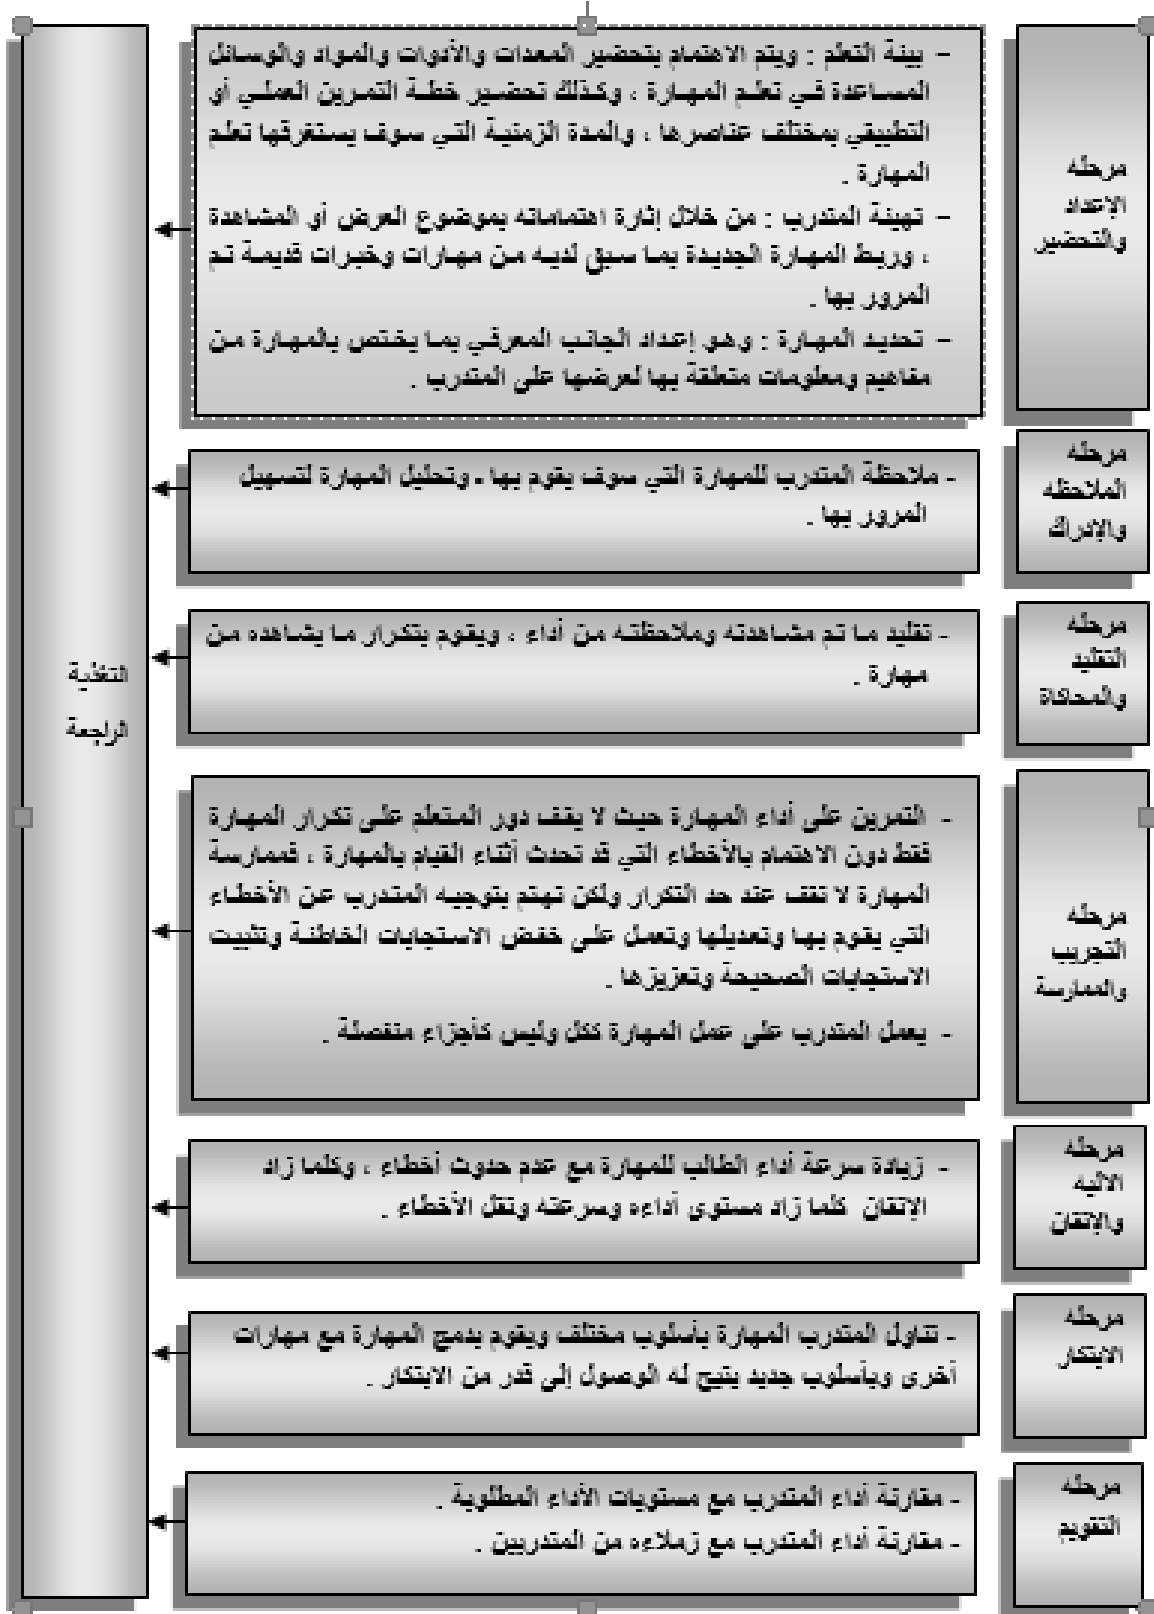 مرحله
الإعداد
والتحضير
- بيئة التعلم : ويتم الاهتمام بتحضير المعدات والأدوات والمواد والوسائل
المساعدة في تعلم المهارة ، وكذلك تحضير خطة التمرين العملي أو
التطبيقي بمختلف عناصرها ، والمدة الزمنية التي سوف يستغرقها تعلم
المهارة .
- تهيئة المتدرب : من خلال إثارة اهتماماته بموضوع العرض أو المشاهدة
، وربط المهارة الجديدة بما سبق لديه من مهارات وخبرات قديمة تم
المرور بها .
- تحديد المهارة : وهو إعداد الجانب المعرفي بما يختص بالمهارة من
مفاهيم ومعلومات متعلقة بها لعرضها على المتدرب .
مرحله
الملاحظه
والإدراك
- ملاحظة المتدرب للمهارة التي سوف يقوم بها - وتحليل المهارة لتسهيل
المرور بها .
مرحله
التقليد
والمحاكاة
- تقليد ما تم مشاهدته وملاحظته من أداء ، ويقوم بتكرار ما يشاهده من
مهارة .
مرحله
التجريب
والممارسة
- التمرين على أداء المهارة حيث لا يقف دور المتعلم على تكرار المهارة
فقط دون الاهتمام بالأخطاء التي قد تحدث أثناء القيام بالمهارة ، فممارسة
المهارة لا تقف عند حد التكرار ولكن تهتم بتوجيه المتدرب عن الأخطاء
التي يقوم بها وتعديلها وتعمل على خفض الاستجابات الخاطئة وتثبيت
الاستجابات الصحيحة وتعزيزها .
- يعمل المتدرب على عمل المهارة ككل وليس كأجزاء منفصلة .
مرحله
الاليه
والإتقان
- زيادة سرعة أداء الطالب للمهارة مع عدم حدوث أخطاء ، وكلما زاد
الإتقان كلما زاد مستوى أداءه وسرعته وتقل الأخطاء .
مرحله
الابتكار
- تناول المتدرب المهارة بأسلوب مختلف ويقوم بدمج المهارة مع مهارات
أخرى وبأسلوب جديد يتيح له الوصول إلى قدر من الابتكار .
مرحله
التقويم
- مقارنة أداء المتدرب مع مستويات الأداء المطلوبة .
- مقارنة أداء المتدرب مع زملاءه من المتدربين .
التغذية
الراجعة